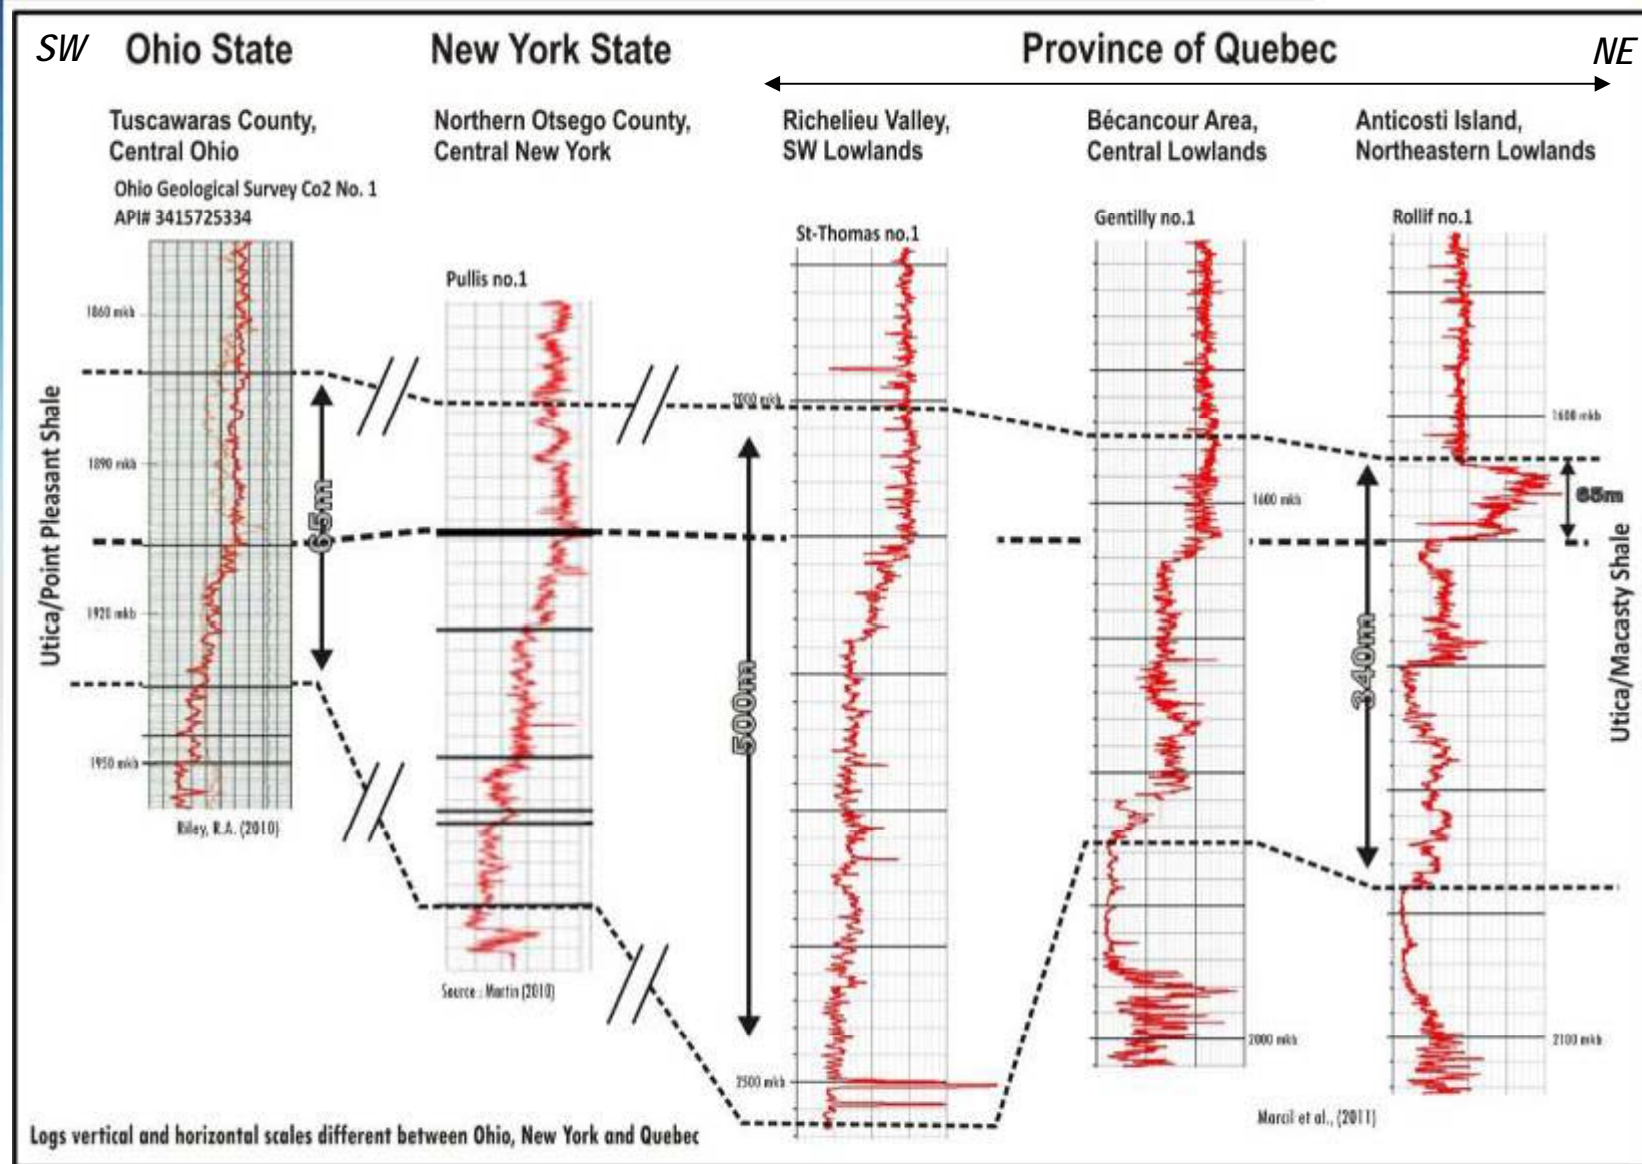 SW Ohio State New York State Province of Quebec NE
Tuscawaras County,
Central Ohio
Ohio Geological Survey Co2 No. 1
API# 3415725334
Northern Otsego County,
Central New York
Pullis no.1
Richelieu Valley,
SW Lowlands
St-Thomas no.1
Bécancour Area,
Central Lowlands
Gentilly no.1
Anticosti Island,
Northeastern Lowlands
Rollif no.1
Utica/Point Pleasant Shale
1860 mkb
1890 mkb
1920 mkb
1950 mkb
65m
Riley, R.A. (2010)
Source : Martin (2010)
2000 mkb
500m
2500 mkb
1600 mkb
2000 mkb
340m
1600 mkb
65m
2100 mkb
Utica/Macasty Shale
Marcil et al., (2011)
Logs vertical and horizontal scales different between Ohio, New York and Quebec